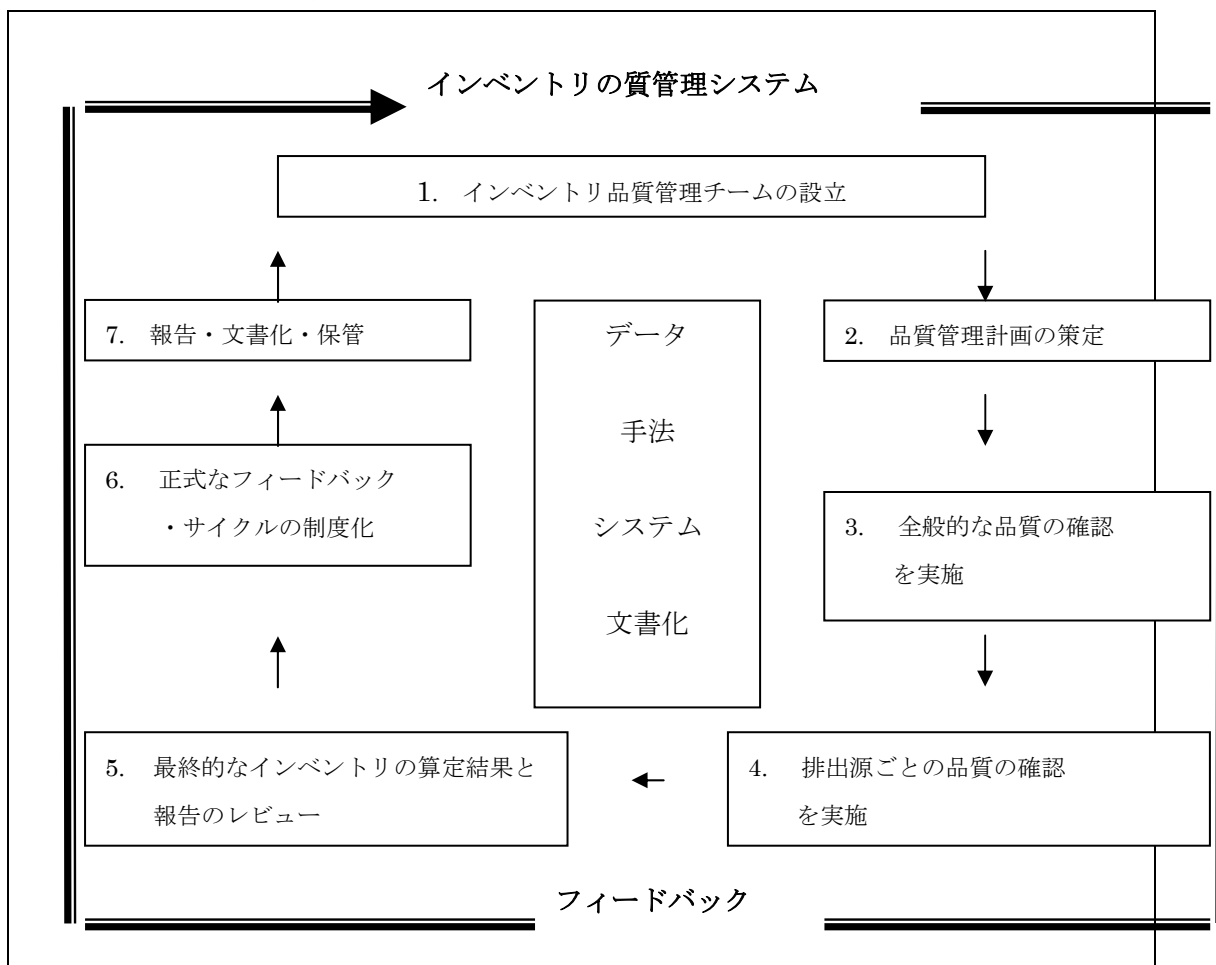 インベントリの質管理システム
1. インベントリ品質管理チームの設立
7. 報告・文書化・保管
データ
2. 品質管理計画の策定
手法
6. 正式なフィードバック
・サイクルの制度化
システム
3. 全般的な品質の確認
を実施
文書化
5. 最終的なインベントリの算定結果と
報告のレビュー
4. 排出源ごとの品質の確認
を実施
フィードバック